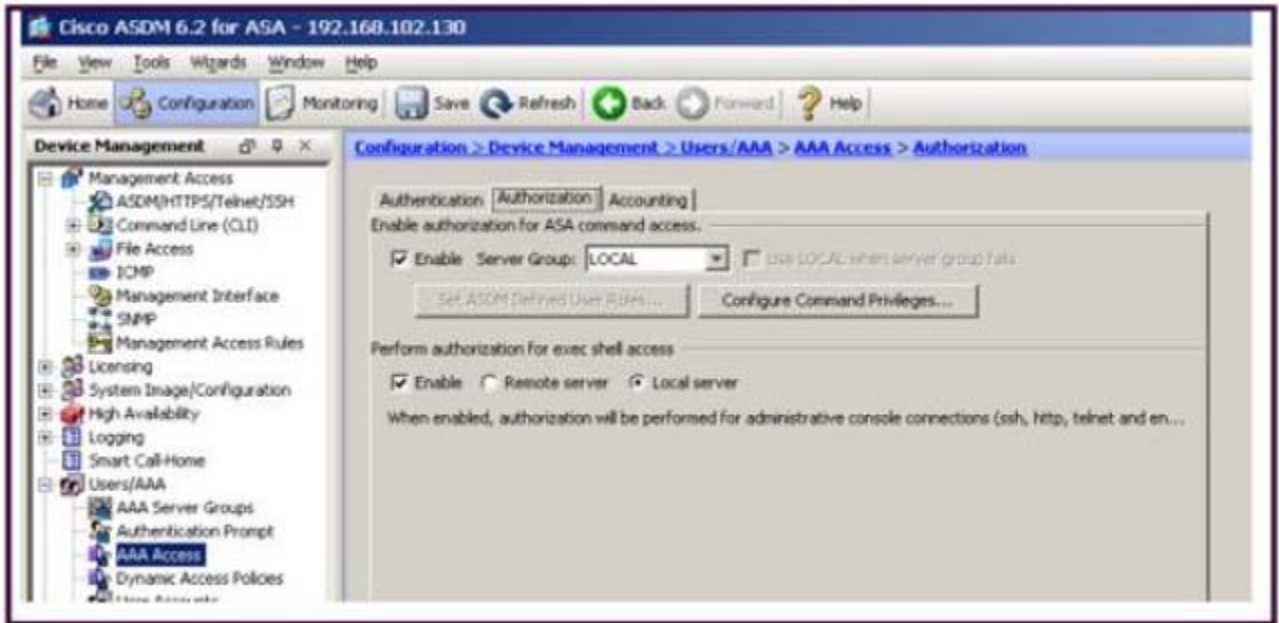 Cisco ASDM 6.2 for ASA - 192.168.102.130
File View Tools Wizards Window Help
Home Configuration Monitoring Save Refresh Back Forward Help
Device Management
Management Access
ASDM/HTTPS/Telnet/SSH
Command Line (CLI)
File Access
ICMP
Management Interface
SNMP
Management Access Rules
Licensing
System Image/Configuration
High Availability
Logging
Smart Call-Home
Users/AAA
AAA Server Groups
Authentication Prompt
AAA Access
Dynamic Access Policies
User Accounts
Configuration > Device Management > Users/AAA > AAA Access > Authorization
Authentication Authorization Accounting
Enable authorization for ASA command access.
Enable Server Group: LOCAL Use LOCAL when server group fails
Set ASDM Defined User Roles... Configure Command Privileges...
Perform authorization for exec shell access
Enable Remote server Local server
When enabled, authorization will be performed for administrative console connections (ssh, http, telnet and en...